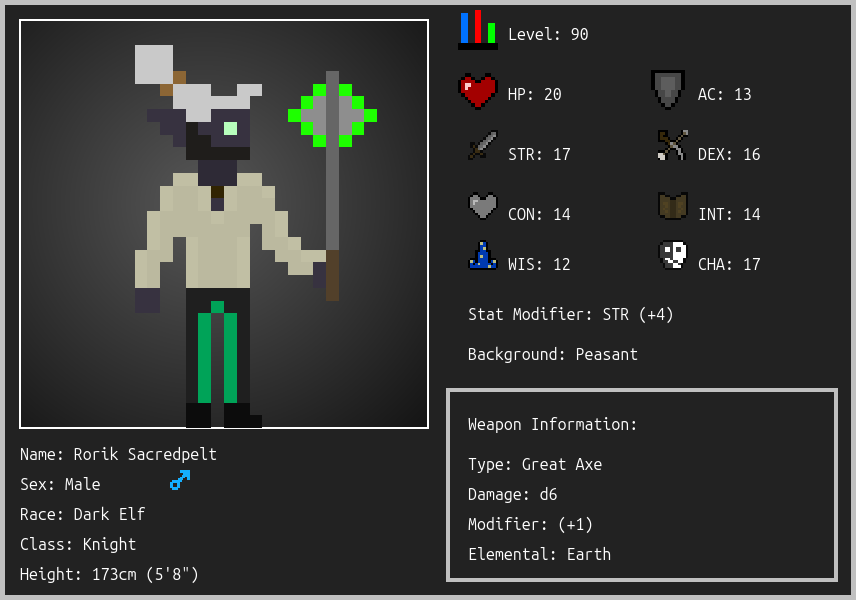 Level: 90
HP: 20
AC: 13
STR: 17
DEX: 16
CON: 14
INT: 14
WIS: 12
CHA: 17
Stat Modifier: STR (+4)
Background: Peasant
Weapon Information:
Type: Great Axe
Damage: d6
Modifier: (+1)
Elemental: Earth
Name: Rorik Sacredpelt
Sex: Male
Race: Dark Elf
Class: Knight
Height: 173cm (5'8")